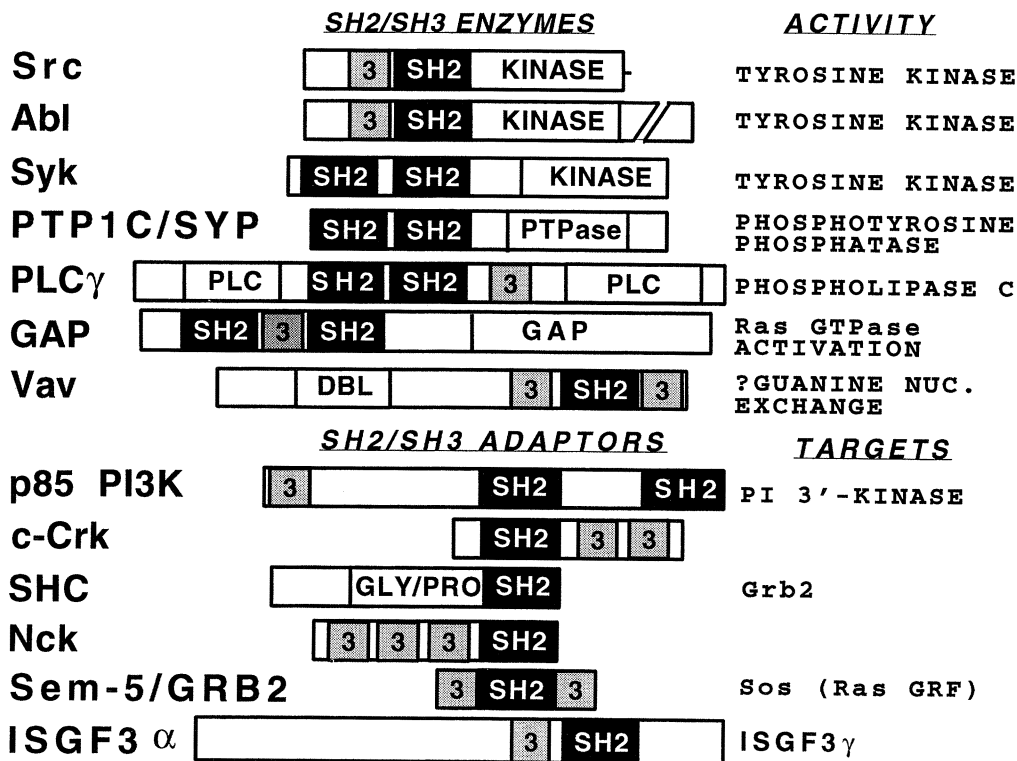 SH2/SH3 ENZYMES ACTIVITY
Src 3 SH2 KINASE TYROSINE KINASE
Abl 3 SH2 KINASE TYROSINE KINASE
Syk SH2 SH2 KINASE TYROSINE KINASE
PTP1C/SYP SH2 SH2 PTPase PHOSPHOTYROSINE
PHOSPHATASE
PLCγ PLC SH2 SH2 3 PLC PHOSPHOLIPASE C
GAP SH2 3 SH2 GAP Ras GTPase
ACTIVATION
Vav DBL 3 SH2 3 ?GUANINE NUC.
EXCHANGE
SH2/SH3 ADAPTORS TARGETS
p85 PI3K 3 SH2 SH2 PI 3′-KINASE
c-Crk SH2 3 3
SHC GLY/PRO SH2 Grb2
Nck 3 3 3 SH2
Sem-5/GRB2 3 SH2 3 Sos (Ras GRF)
ISGF3 α 3 SH2 ISGF3γ